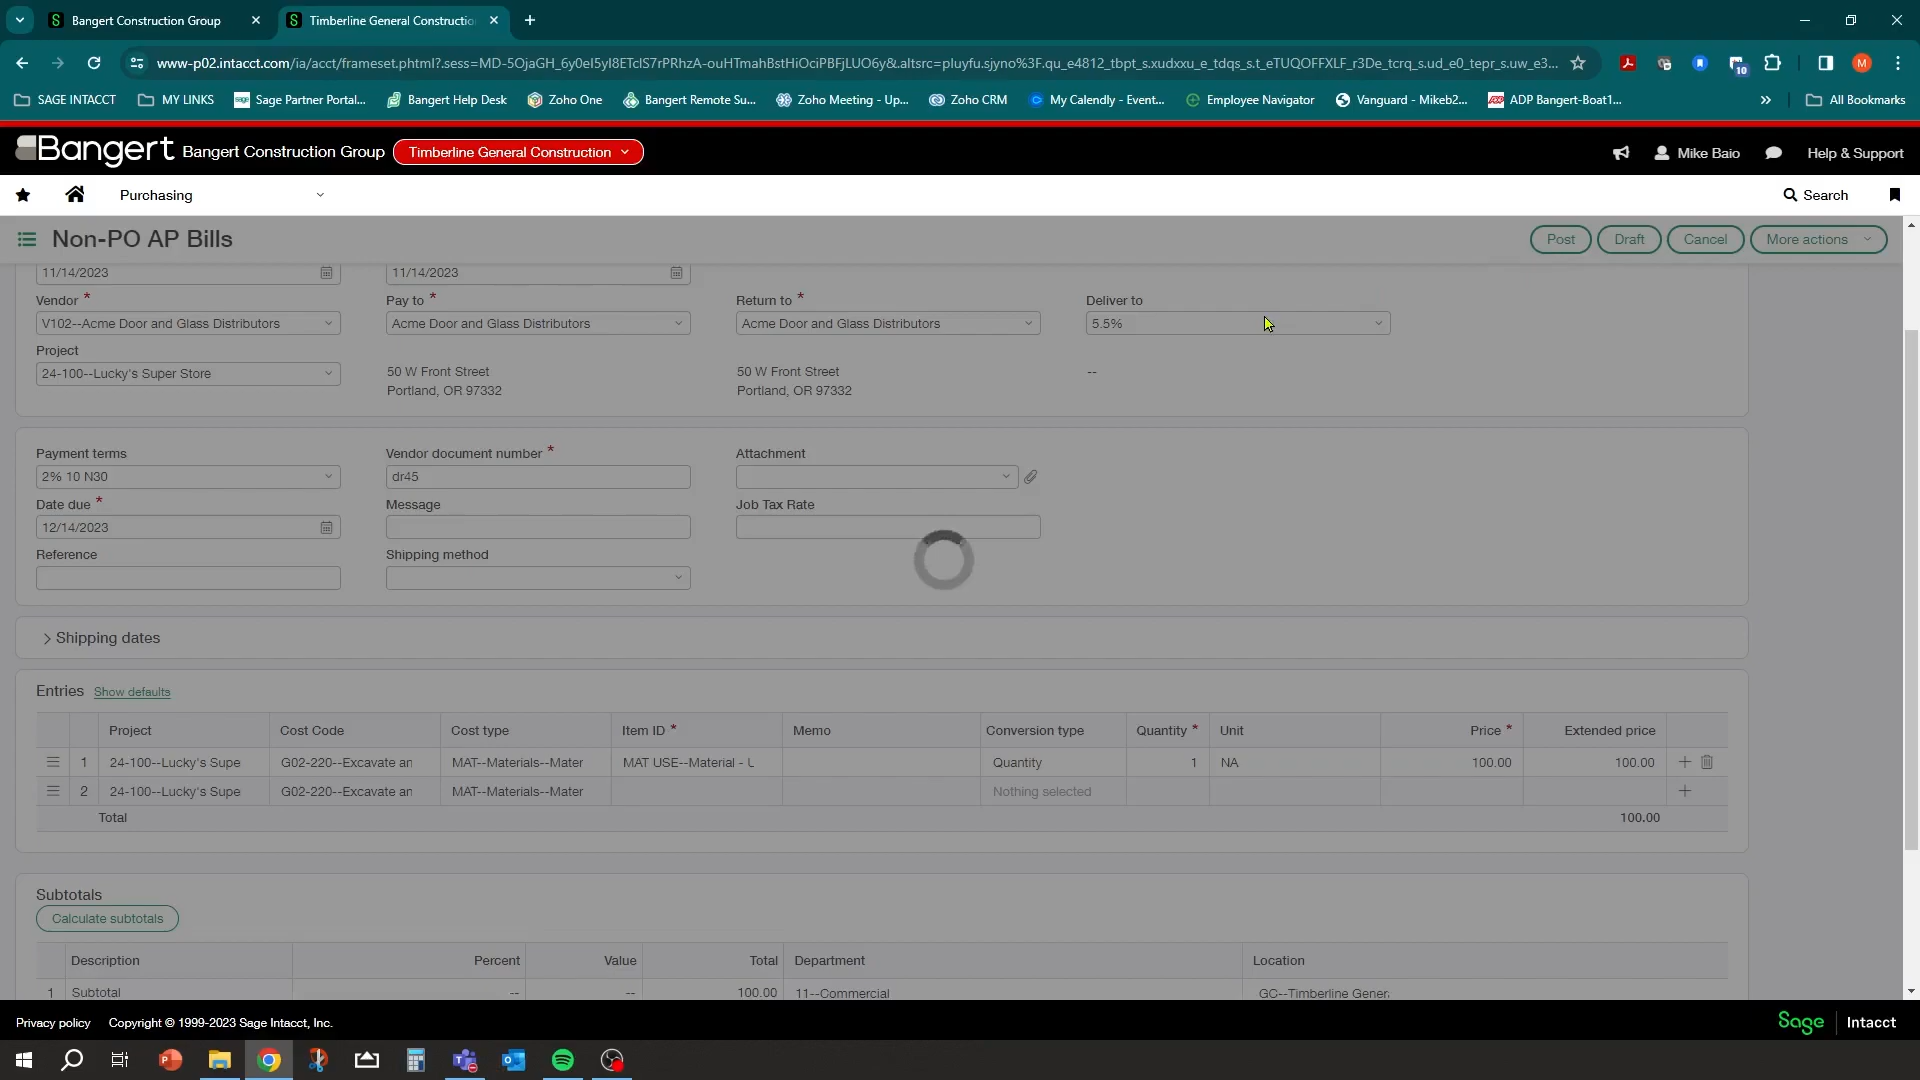 Bangert Construction Group
Timberline General Constructio
www-p02.intacct.com/ia/acct/frameset.phtml?.sess=MD-5OjaGH_6y0eI5yI8ETclS7rPRhzA-ouHTmahBstHiOciPBFjLUO6y&.altsrc=pluyfu.sjyno%3F.qu_e4812_tbpt_s.xudxxu_e_tdqs_s.t_eTUQOFFXLF_r3De_tcrq_s.ud_e0_tepr_s.uw_e3...
10
M
SAGE INTACCT
MY LINKS
Sage Partner Portal...
Bangert Help Desk
Zoho One
Bangert Remote Su...
Zoho Meeting - Up...
Zoho CRM
My Calendly - Event...
Employee Navigator
Vanguard - Mikeb2...
ADP Bangert-Boat1...
All Bookmarks
Bangert Bangert Construction Group Timberline General Construction
Mike Baio
Help & Support
Purchasing
Search
Non-PO AP Bills
Post
Draft
Cancel
More actions
11/14/2023
11/14/2023
Vendor *
Pay to *
Return to *
Deliver to
V102--Acme Door and Glass Distributors
Acme Door and Glass Distributors
Acme Door and Glass Distributors
5.5%
Project
24-100--Lucky's Super Store
50 W Front Street
Portland, OR 97332
50 W Front Street
Portland, OR 97332
--
Payment terms
Vendor document number *
Attachment
2% 10 N30
dr45
Date due *
Message
Job Tax Rate
12/14/2023
Reference
Shipping method
Shipping dates
Entries Show defaults
Project Cost Code Cost type Item ID * Memo Conversion type Quantity * Unit Price * Extended price
1 24-100--Lucky's Supe G02-220--Excavate an MAT--Materials--Mater MAT USE--Material - U Quantity 1 NA 100.00 100.00
2 24-100--Lucky's Supe G02-220--Excavate an MAT--Materials--Mater Nothing selected
Total 100.00
Subtotals
Calculate subtotals
Description Percent Value Total Department Location
1 Subtotal -- -- 100.00 11--Commercial GC--Timberline Genera
Privacy policy Copyright © 1999-2023 Sage Intacct, Inc.
Sage Intacct